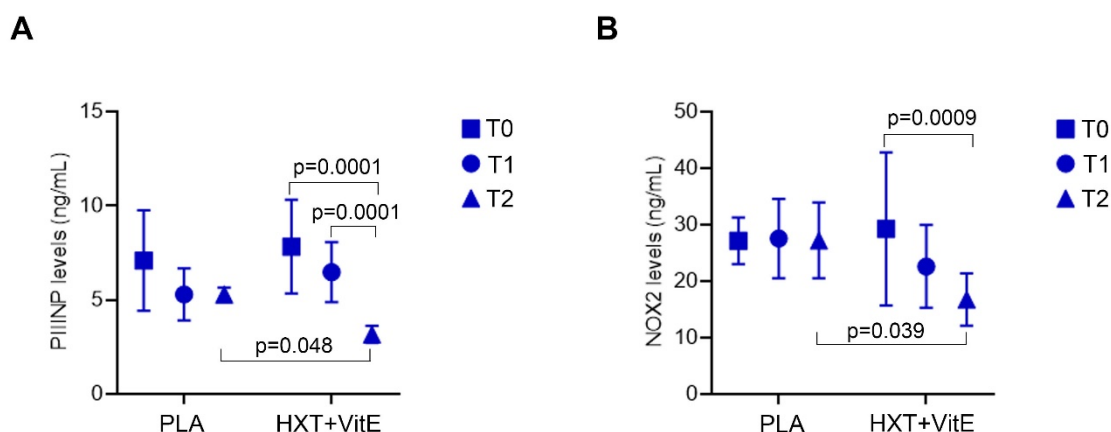 A
PIIINP levels (ng/mL)
15
10
5
0
p=0.0001
p=0.0001
p=0.048
PLA
HXT+VitE
T0
T1
T2
B
NOX2 levels (ng/mL)
50
40
30
20
10
0
p=0.0009
p=0.039
PLA
HXT+VitE
T0
T1
T2